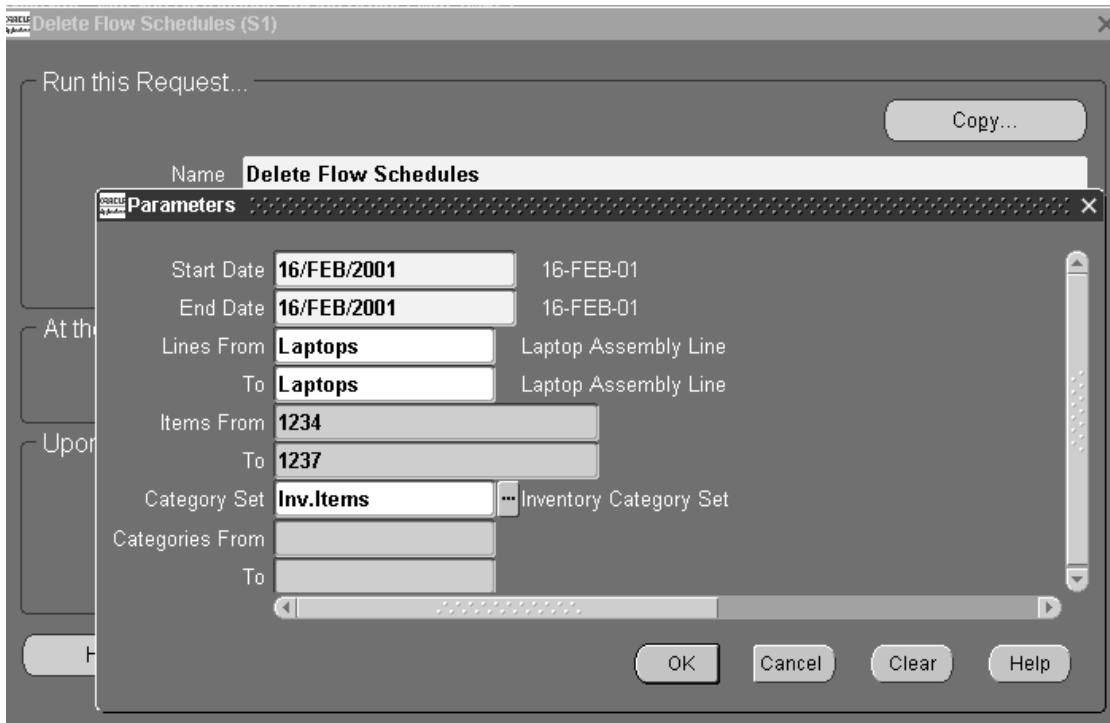 Delete Flow Schedules (S1)
Run this Request...
Copy...
Name Delete Flow Schedules
ORACLE
Parameters
Start Date 16/FEB/2001 16-FEB-01
End Date 16/FEB/2001 16-FEB-01
At th
Lines From Laptops Laptop Assembly Line
To Laptops Laptop Assembly Line
Items From 1234
Upor
To 1237
Category Set Inv.Items ... Inventory Category Set
Categories From
To
H
OK Cancel Clear Help